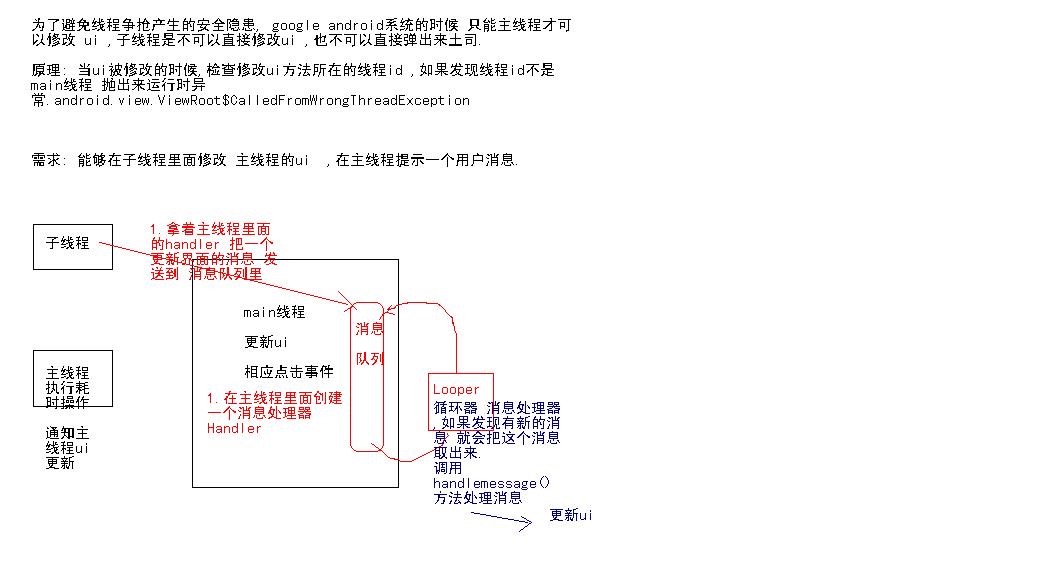 为了避免线程争抢产生的安全隐患, google android系统的时候 只能主线程才可
以修改 ui ,子线程是不可以直接修改ui ,也不可以直接弹出来土司.
原理: 当ui被修改的时候,检查修改ui方法所在的线程id ,如果发现线程id不是
main线程 抛出来运行时异
常.android.view.ViewRoot$CalledFromWrongThreadException
需求: 能够在子线程里面修改 主线程的ui ,在主线程提示一个用户消息.
子线程
1.拿着主线程里面
的handler 把一个
更新界面的消息 发
送到 消息队列里
main线程
更新ui
相应点击事件
1.在主线程里面创建
一个消息处理器
Handler
消息
队列
主线程
执行耗
时操作
通知主
线程ui
更新
Looper
循环器 消息处理器
,如果发现有新的消
息 就会把这个消息
取出来.
调用
handlemessage()
方法处理消息
更新ui